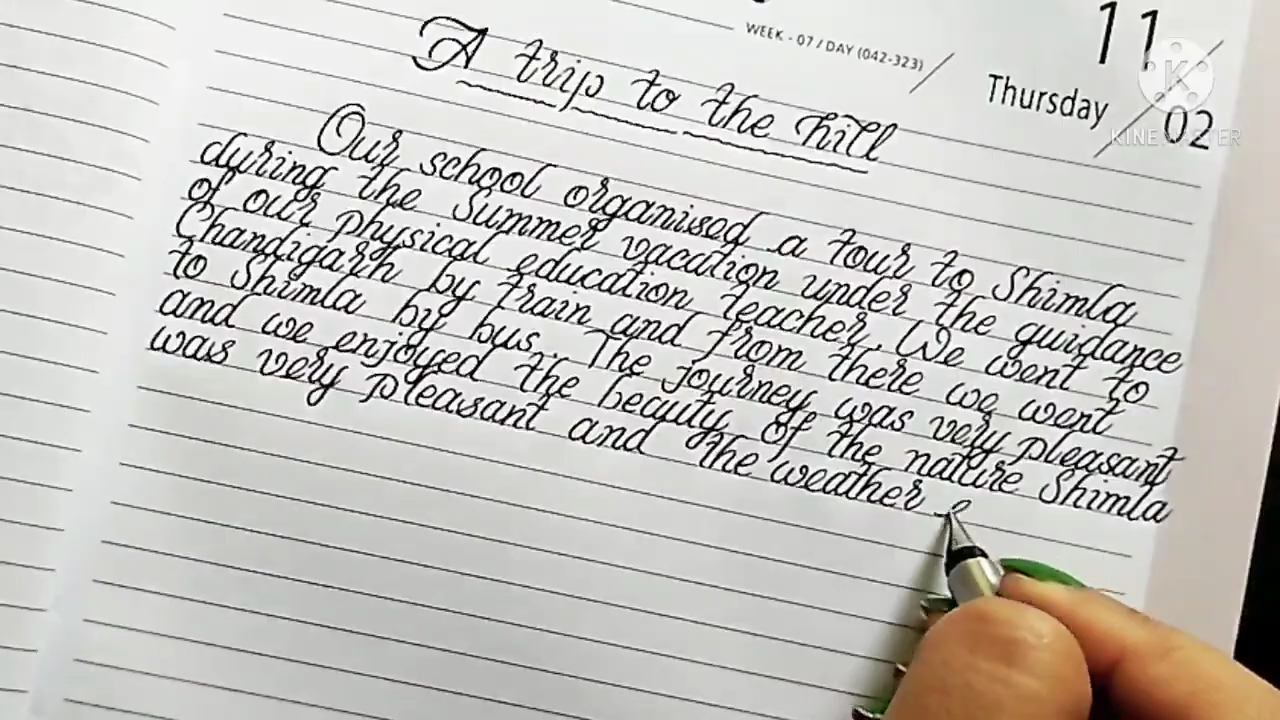 WEEK - 07 / DAY (042-323)
11
Thursday
02
KINEMASTER
A trip to the hill
Our school organised a tour to Shimla
during the Summer vacation under the guidance
of our physical education teacher. We went to
Chandigarh by train and from there we went
to Shimla by bus. The journey was very pleasant
and we enjoyed the beauty of the nature Shimla
was very pleasant and the weather